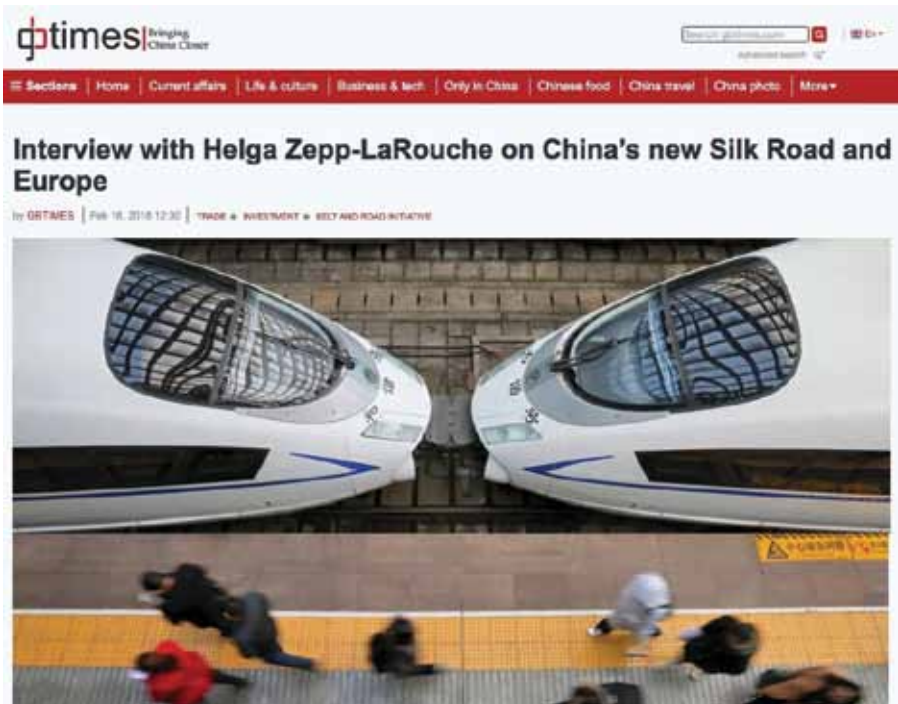 gbtimes Bringing China Closer
Search gbtimes.com
En
Advanced search
Sections Home Current affairs Life & culture Business & tech Only in China Chinese food China travel China photo More
Interview with Helga Zepp-LaRouche on China's new Silk Road and
Europe
by GBTIMES Feb 16, 2018 12:30 TRADE INVESTMENT BELT AND ROAD INITIATIVE